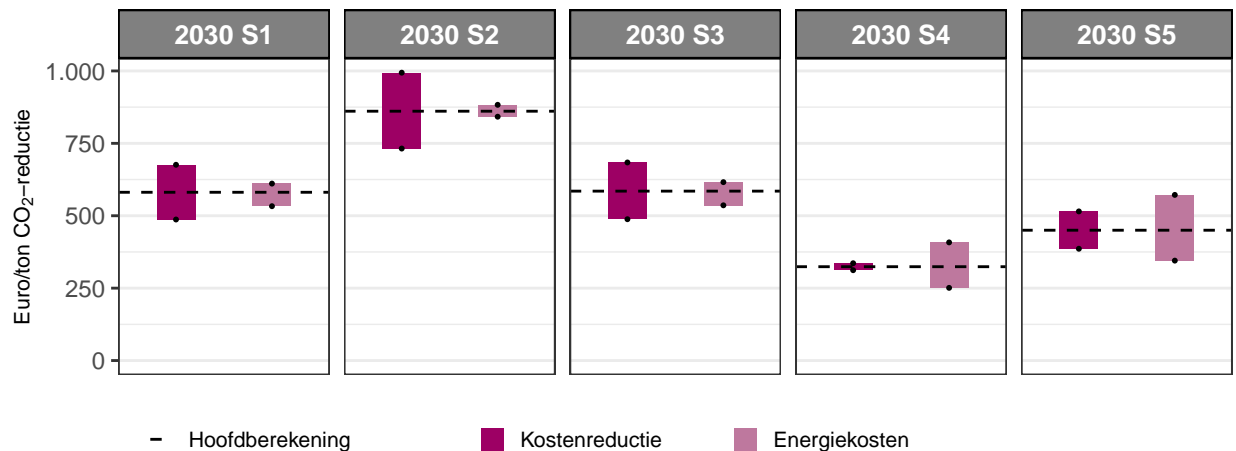 2030 S1 2030 S2 2030 S3 2030 S4 2030 S5
Euro/ton CO₂−reductie
1.000
750
500
250
0
Hoofdberekening Kostenreductie Energiekosten